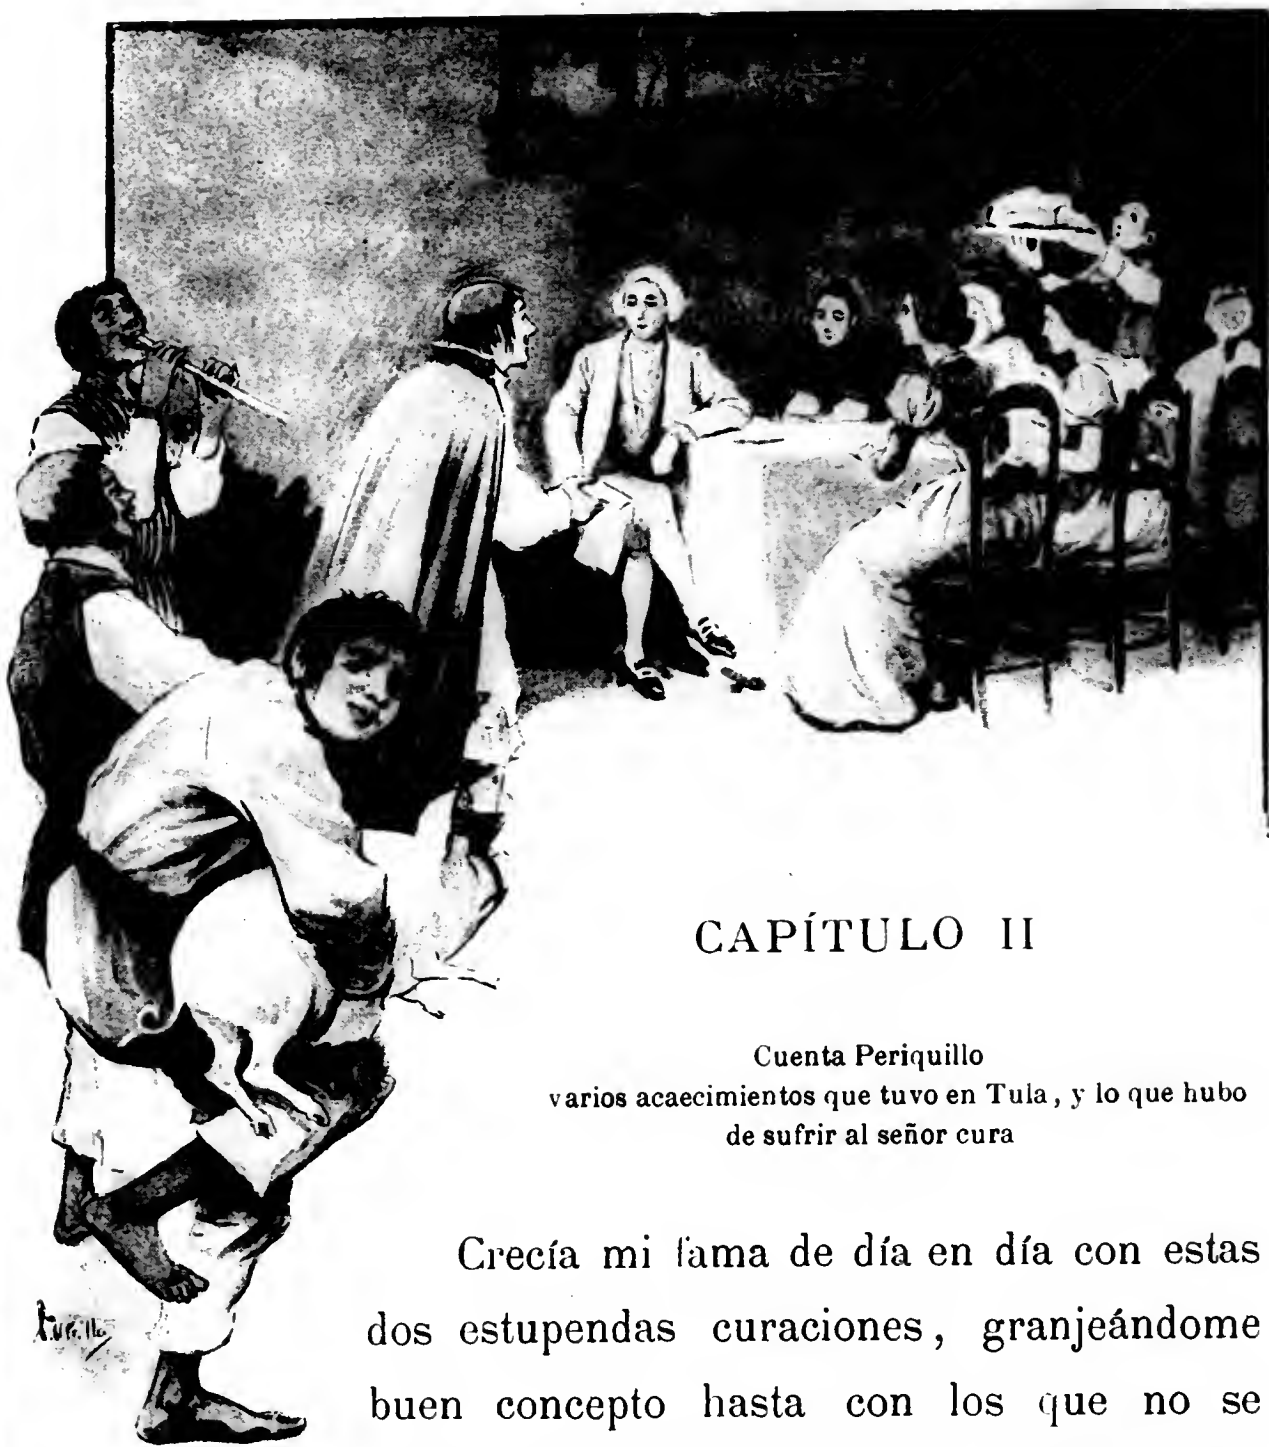 CAPÍTULO II
Cuenta Periquillo
varios acaecimientos que tuvo en Tula, y lo que hubo
de sufrir al señor cura
Crecía mi fama de día en día con estas
dos estupendas curaciones, granjeándome
buen concepto hasta con los que no se